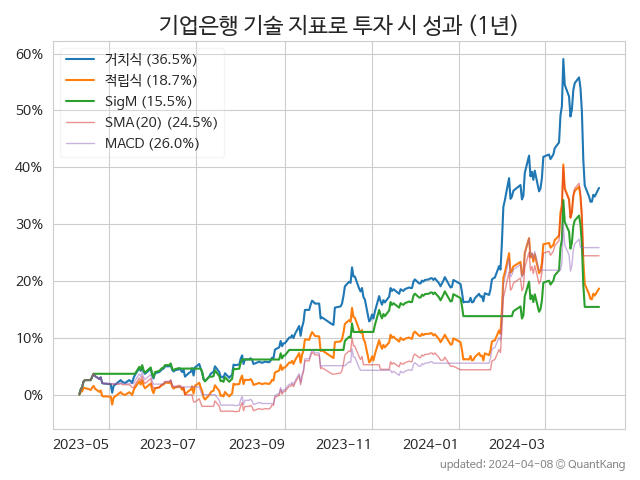 기업은행 기술 지표로 투자 시 성과 (1년)
60%
50%
40%
30%
20%
10%
0%
거치식 (36.5%)
적립식 (18.7%)
SigM (15.5%)
SMA(20) (24.5%)
MACD (26.0%)
2023-05 2023-07 2023-09 2023-11 2024-01 2024-03
updated: 2024-04-08 © QuantKang